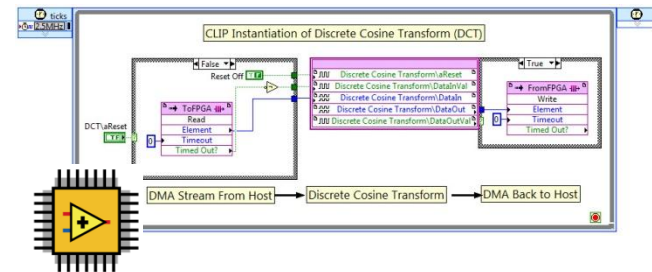 ticks
2.5MHz
CLIP Instantiation of Discrete Cosine Transform (DCT)
False
True
Reset Off
T F
DCT\aReset
T F
ToFPGA
Read
Element
0
Timeout
Timed Out?
Discrete Cosine Transform\aReset
Discrete Cosine Transform\DataInVal
Discrete Cosine Transform\DataIn
Discrete Cosine Transform\DataOut
Discrete Cosine Transform\DataOutVal
FromFPGA
Write
Element
0
Timeout
Timed Out?
DMA Stream From Host
Discrete Cosine Transform
DMA Back to Host